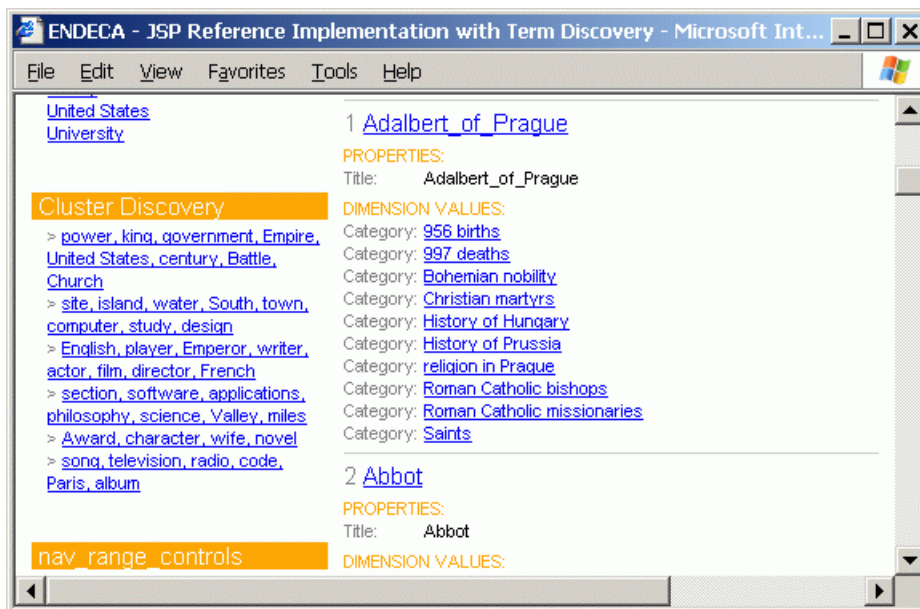 ENDECA - JSP Reference Implementation with Term Discovery - Microsoft Int...
File Edit View Favorites Tools Help
United States
University
Cluster Discovery
> power, king, government, Empire,
United States, century, Battle,
Church
> site, island, water, South, town,
computer, study, design
> English, player, Emperor, writer,
actor, film, director, French
> section, software, applications,
philosophy, science, Valley, miles
> Award, character, wife, novel
> song, television, radio, code,
Paris, album
nav_range_controls
1 Adalbert_of_Prague
PROPERTIES:
Title: Adalbert_of_Prague
DIMENSION VALUES:
Category: 956 births
Category: 997 deaths
Category: Bohemian nobility
Category: Christian martyrs
Category: History of Hungary
Category: History of Prussia
Category: religion in Prague
Category: Roman Catholic bishops
Category: Roman Catholic missionaries
Category: Saints
2 Abbot
PROPERTIES:
Title: Abbot
DIMENSION VALUES: